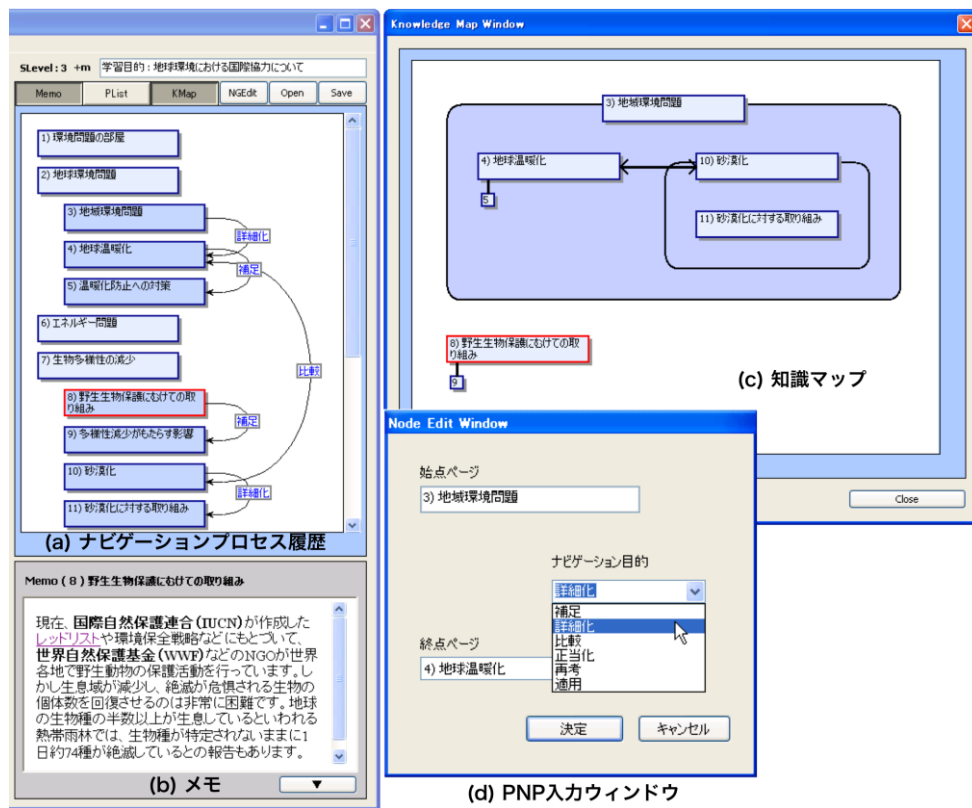 SLevel:3 +m
学習目的:地球環境における国際協力について
Memo
PList
KMap
NGEdit
Open
Save
1) 環境問題の部屋
2) 地球環境問題
3) 地域環境問題
詳細化
4) 地球温暖化
補足
5) 温暖化防止への対策
6) エネルギー問題
7) 生物多様性の減少
比較
8) 野生生物保護にむけての取
り組み
補足
9) 多様性減少がもたらす影響
10) 砂漠化
詳細化
11) 砂漠化に対する取り組み
(a) ナビゲーションプロセス履歴
Memo ( 8 ) 野生生物保護にむけての取り組み
現在、国際自然保護連合(IUCN)が作成した
レッドリストや環境保全戦略などにもとづいて、
世界自然保護基金(WWF)などのNGOが世界
各地で野生動物の保護活動を行っています。し
かし生息域が減少し、絶滅が危惧される生物の
個体数を回復させるのは非常に困難です。地球
の生物種の半数以上が生息しているといわれる
熱帯雨林では、生物種が特定されないままに1
日約74種が絶滅しているとの報告もあります。
(b) メモ
▼
Knowledge Map Window
3) 地域環境問題
4) 地球温暖化
10) 砂漠化
5
11) 砂漠化に対する取り組み
8) 野生生物保護にむけての取
り組み
9
(c) 知識マップ
Close
Node Edit Window
始点ページ
3) 地域環境問題
ナビゲーション目的
詳細化
補足
詳細化
比較
正当化
再考
適用
終点ページ
4) 地球温暖化
決定
キャンセル
(d) PNP入力ウィンドウ